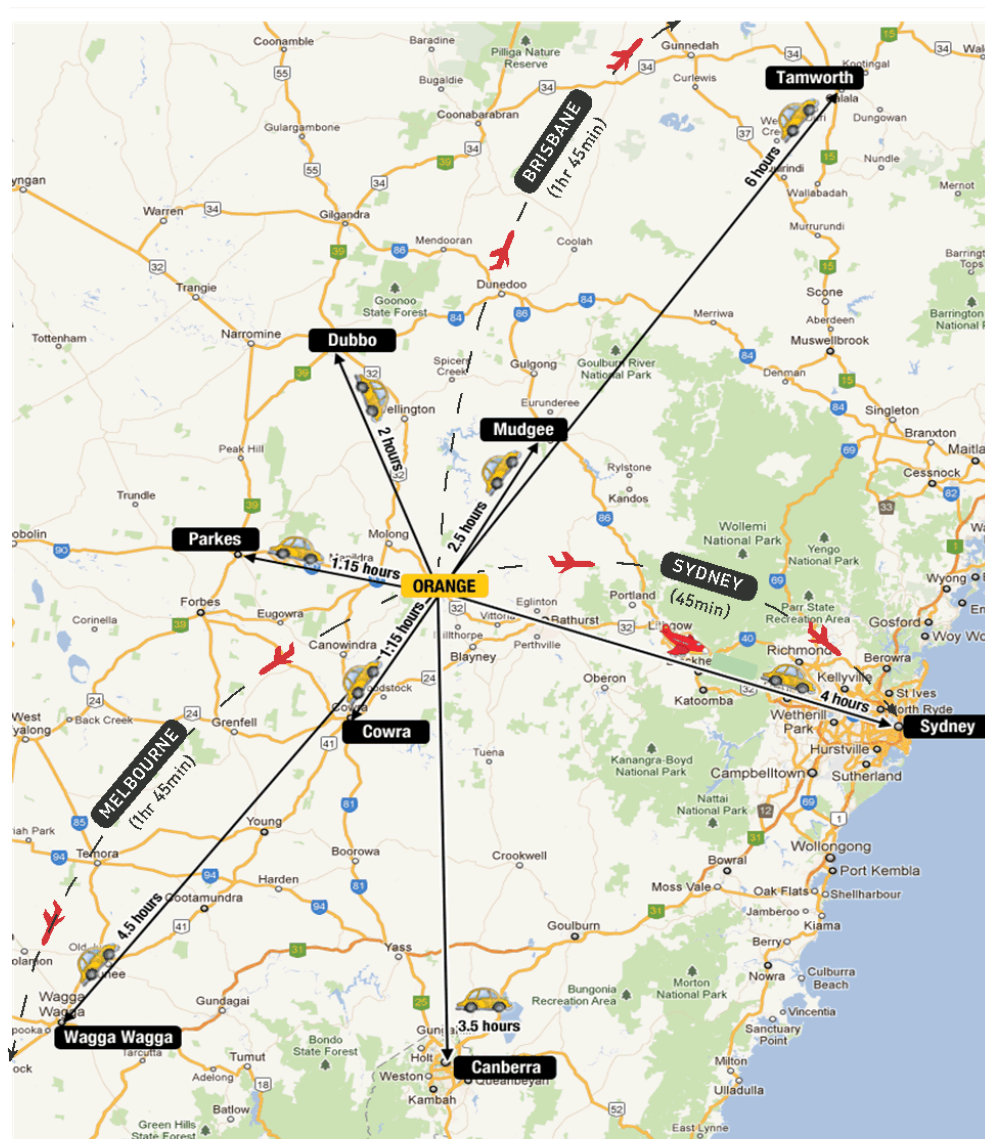 Coonamble
Baradine
Pilliga Nature
Reserve
Gunnedah
Kootingal
Tamworth
Bugaldie
Curlewis
Dungowan
Coonabarabran
Gulargambone
BRISBANE
(1hr 45min)
6 hours
Nundle
Wallabadah
Mernot
Warren
Gilgandra
Mendooran
Coolah
Murrurundi
Trangie
Goonoo
State Forest
Dunedoo
Scone
Merriwa
Aberdeen
Muswellbrook
Tottenham
Narromine
Dubbo
Spicers
Creek
Gulgong
Goulburn River
National Park
Denman
Eurunderee
Singleton
Mudgee
2 hours
Branxton
Peak Hill
Cessnock
Rylstone
Kandos
Trundle
2.5 hours
Wollemi
National Park
Yengo
National Park
Parkes
Molong
1:15 hours
ORANGE
SYDNEY
(45min)
Wyong
Forbes
Eugowra
Portland
Eglinton
Bathurst
Parr State
Recreation Area
Gosford
Corinella
Canowindra
1:15 hours
Blayney
Perthville
Richmond
Berowra
Oberon
Katoomba
Kellyville
St Ives
4 hours
Back Creek
Grenfell
Cowra
Wetherill
Park
Sydney
Tuena
Kanangra-Boyd
National Park
Hurstville
Sutherland
Campbelltown
MELBOURNE
(1hr 45min)
Nattai
National Park
Temora
Young
Boorowa
Crookwell
Wollongong
Bowral
Port Kembla
Harden
Moss Vale
Oak Flats
Shellharbour
Jamberoo
Kiama
4.5 hours
Goulburn
Yass
Berry
Nowra
Culburra
Beach
Wagga
Wagga
Gundagai
Bungonia
Recreation Area
Morton
National Park
Vincentia
Sanctuary
Point
Wagga Wagga
3.5 hours
Tarcutta
Tumut
Bondo
State Forest
Holt
Canberra
Adelong
Weston
Kambah
Queanbeyan
Milton
Ulladulla
Batlow
Green Hills
State Forest
East Lynne